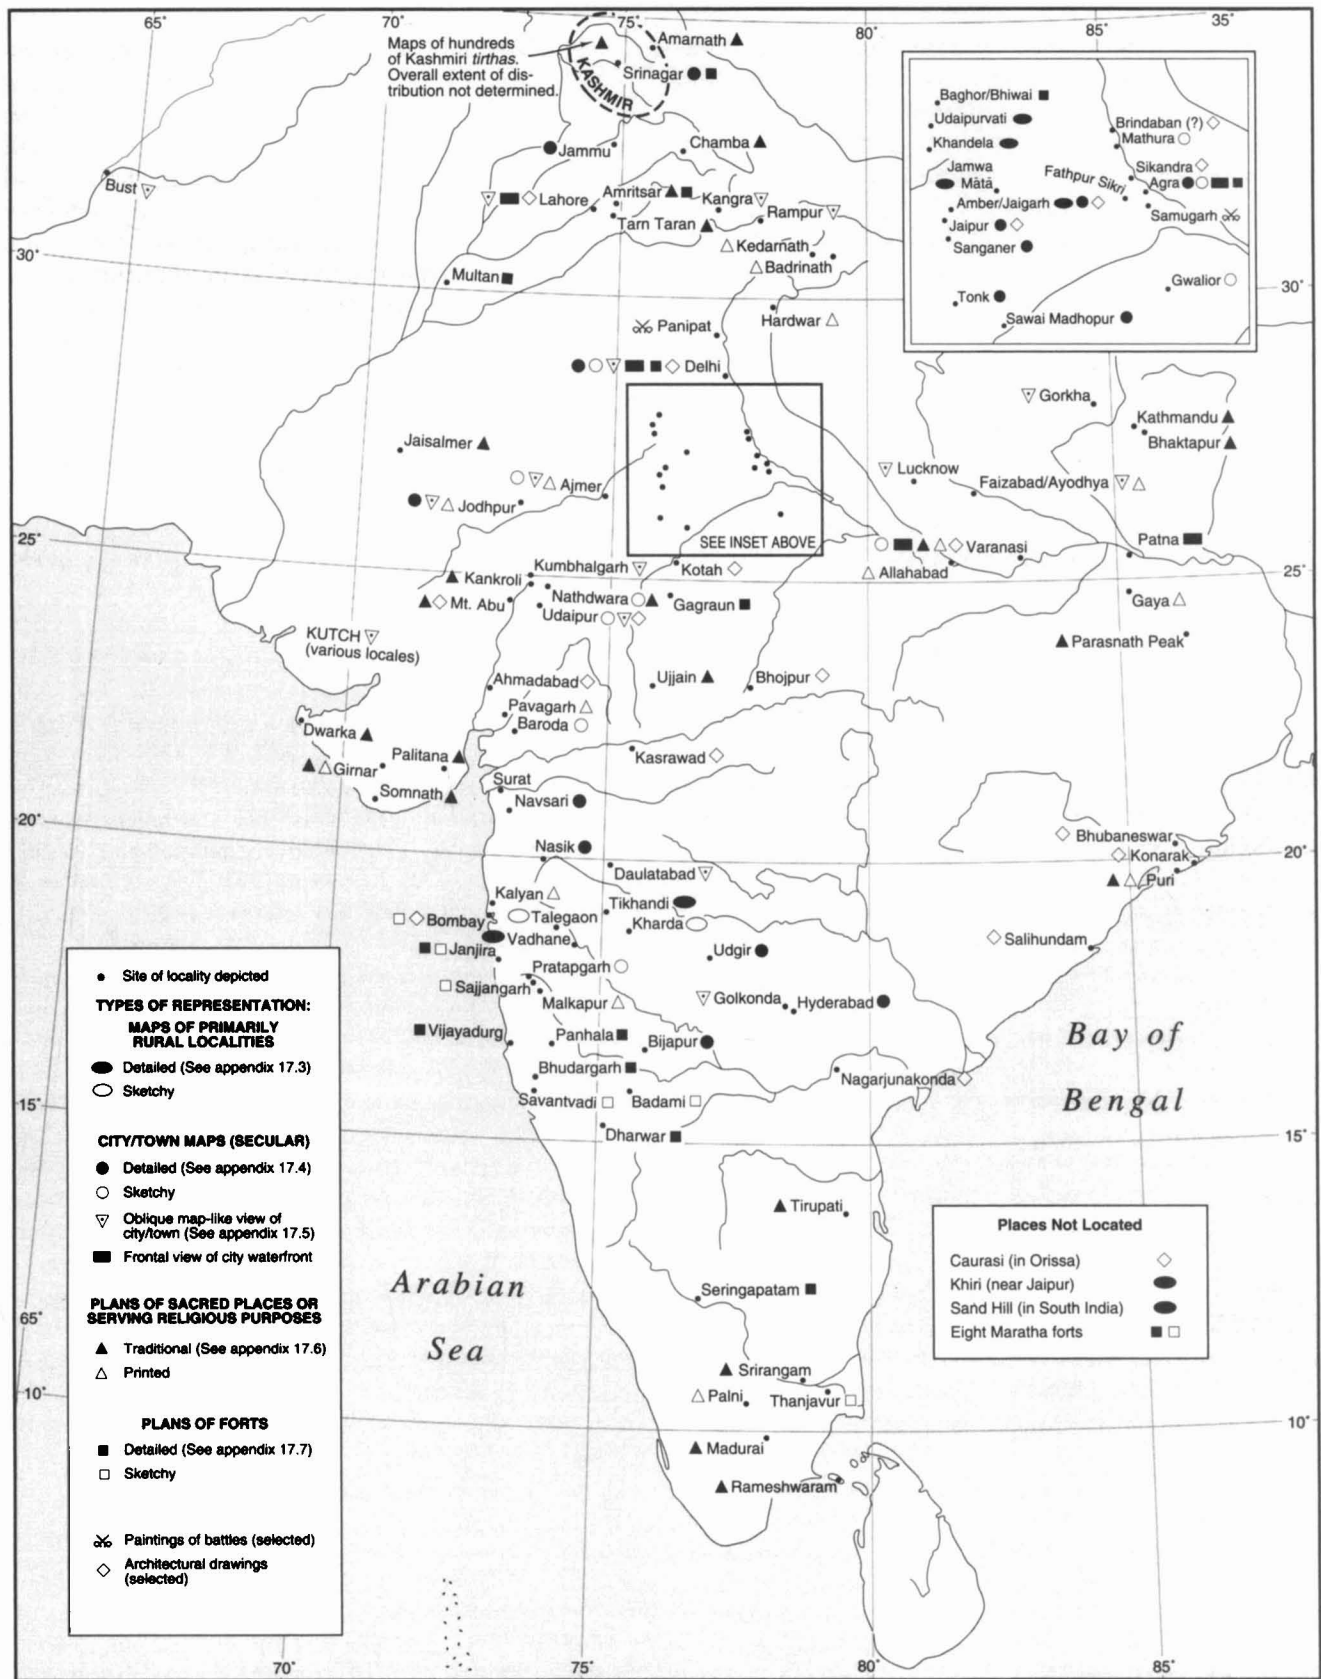 65°
70°
75°
80°
85°
35°
Maps of hundreds
of Kashmiri tirthas.
Overall extent of dis-
tribution not determined.
KASHMIR
Amarnath
Srinagar
Jammu
Chamba
Bust
Lahore
Amritsar
Kangra
Rampur
Tarn Taran
Kedarnath
Badrinath
30°
Multan
Hardwar
30°
Panipat
Delhi
Baghor/Bhiwai
Udaipurvati
Khandela
Jamwa
Mātā
Amber/Jaigarh
Jaipur
Sanganer
Tonk
Sawai Madhopur
Brindaban (?)
Mathura
Sikandra
Fathpur Sikri
Agra
Samugarh
Gwalior
Gorkha
Kathmandu
Bhaktapur
Jaisalmer
Ajmer
Jodhpur
Lucknow
Faizabad/Ayodhya
SEE INSET ABOVE
25°
Patna
Varanasi
Allahabad
25°
Kumbhalgarh
Kotah
Kankroli
Nathdwara
Mt. Abu
Gagraun
Udaipur
Gaya
KUTCH
(various locales)
Parasnath Peak
Ahmadabad
Ujjain
Bhojpur
Pavagarh
Baroda
Dwarka
Palitana
Girnar
Somnath
Kasrawad
Surat
Navsari
20°
Nasik
Bhubaneswar
Konarak
20°
Puri
Daulatabad
Kalyan
Tikhandi
Bombay
Talegaon
Kharda
Vadhane
Janjira
Udgir
Salihundam
Pratapgarh
Sajjangarh
Malkapur
Golkonda
Hyderabad
Vijayadurg
Panhala
Bijapur
Bhudargarh
Nagarjunakonda
Savantvadi
Badami
15°
Dharwar
15°
Bay of
Bengal
Tirupati
Arabian
Sea
Seringapatam
65°
10°
Srirangam
Palni
Thanjavur
10°
Madurai
Rameshwaram
Site of locality depicted
TYPES OF REPRESENTATION:
MAPS OF PRIMARILY
RURAL LOCALITIES
Detailed (See appendix 17.3)
Sketchy
CITY/TOWN MAPS (SECULAR)
Detailed (See appendix 17.4)
Sketchy
Oblique map-like view of
city/town (See appendix 17.5)
Frontal view of city waterfront
PLANS OF SACRED PLACES OR
SERVING RELIGIOUS PURPOSES
Traditional (See appendix 17.6)
Printed
PLANS OF FORTS
Detailed (See appendix 17.7)
Sketchy
Paintings of battles (selected)
Architectural drawings
(selected)
Places Not Located
Caurasi (in Orissa)
Khiri (near Jaipur)
Sand Hill (in South India)
Eight Maratha forts
70°
75°
80°
85°